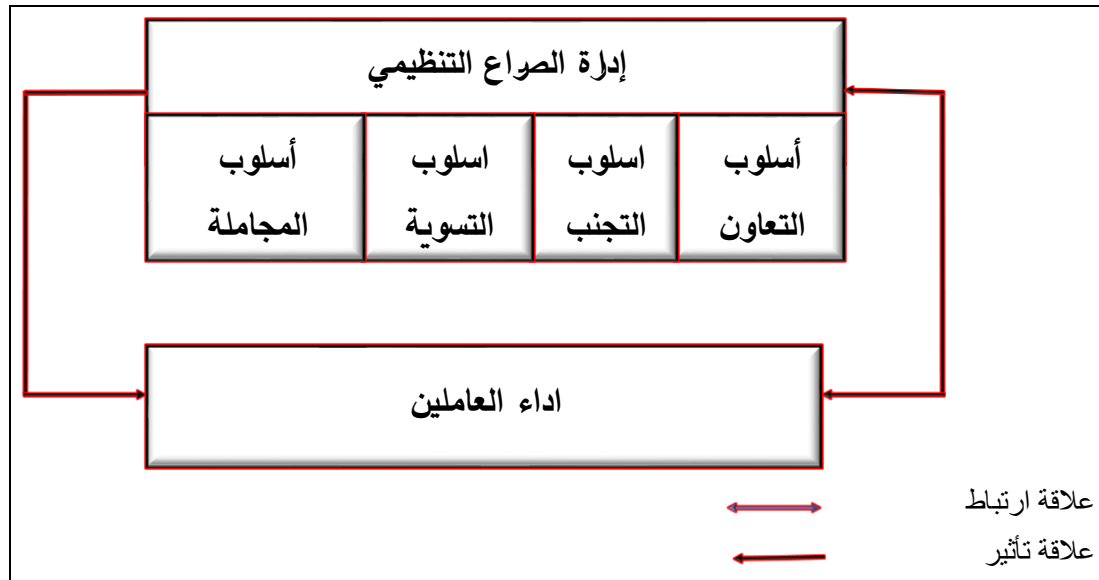 إدارة الصراع التنظيمي
أسلوب
التعاون
اسلوب
التجنب
اسلوب
التسوية
أسلوب
المجاملة
اداء العاملين
علاقة ارتباط
علاقة تأثير